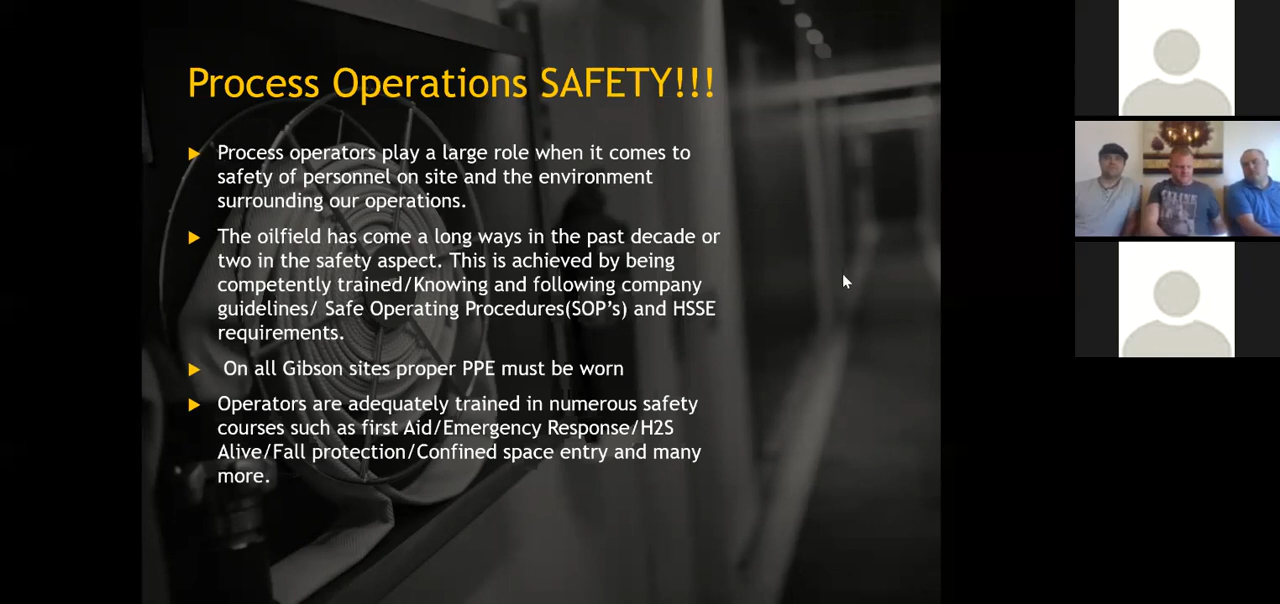 Process Operations SAFETY!!!
Process operators play a large role when it comes to
safety of personnel on site and the environment
surrounding our operations.
The oilfield has come a long ways in the past decade or
two in the safety aspect. This is achieved by being
competently trained/Knowing and following company
guidelines/ Safe Operating Procedures(SOP's) and HSSE
requirements.
On all Gibson sites proper PPE must be worn
Operators are adequately trained in numerous safety
courses such as first Aid/Emergency Response/H2S
Alive/Fall protection/Confined space entry and many
more.